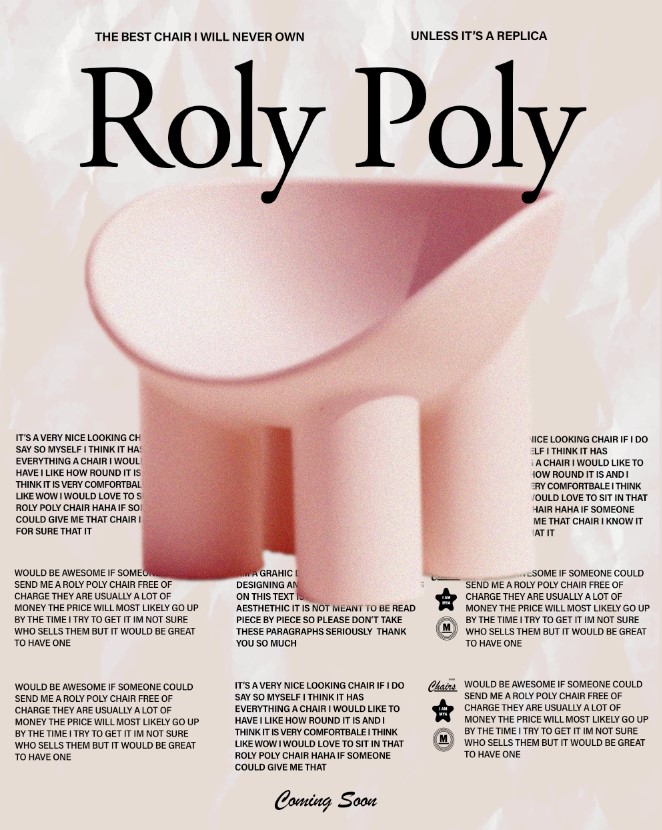 THE BEST CHAIR I WILL NEVER OWN
UNLESS IT'S A REPLICA
Roly Poly
IT'S A VERY NICE LOOKING
SAY SO MYSELF I THINK IT
EVERYTHING A CHAIR I
HAVE I LIKE HOW ROUND IT IS
THINK IT IS VERY
LIKE WOW I WOULD LOVE TO
ROLY POLY CHAIR HAHA IF
COULD GIVE ME THAT CHAIR I
FOR SURE THAT IT
NICE LOOKING CHAIR IF I DO
I THINK IT HAS
A CHAIR I WOULD LIKE TO
HOW ROUND IT IS AND I
COMFORTBALE I THINK
LOVE TO SIT IN THAT
HAHA IF SOMEONE
ME THAT CHAIR I KNOW IT
IT
WOULD BE AWESOME IF SOMEONE COULD
SEND ME A ROLY POLY CHAIR FREE OF
CHARGE THEY ARE USUALLY A LOT OF
MONEY THE PRICE WILL MOST LIKELY GO UP
BY THE TIME I TRY TO GET IT IM NOT SURE
WHO SELLS THEM BUT IT WOULD BE GREAT
TO HAVE ONE
A GRAHIC
DESIGNING
ON THIS TEXT
AESTHETHIC IT IS NOT MEANT TO BE READ
PIECE BY PIECE SO PLEASE DON'T TAKE
THESE PARAGRAPHS SERIOUSLY THANK
YOU SO MUCH
SOMEONE COULD
SEND ME A ROLY POLY CHAIR FREE OF
CHARGE THEY ARE USUALLY A LOT OF
MONEY THE PRICE WILL MOST LIKELY GO UP
BY THE TIME I TRY TO GET IT IM NOT SURE
WHO SELLS THEM BUT IT WOULD BE GREAT
TO HAVE ONE
M
WOULD BE AWESOME IF SOMEONE COULD
SEND ME A ROLY POLY CHAIR FREE OF
CHARGE THEY ARE USUALLY A LOT OF
MONEY THE PRICE WILL MOST LIKELY GO UP
BY THE TIME I TRY TO GET IT IM NOT SURE
WHO SELLS THEM BUT IT WOULD BE GREAT
TO HAVE ONE
IT'S A VERY NICE LOOKING CHAIR IF I DO
SAY SO MYSELF I THINK IT HAS
EVERYTHING A CHAIR I WOULD LIKE TO
HAVE I LIKE HOW ROUND IT IS AND I
THINK IT IS VERY COMFORTBALE I THINK
LIKE WOW I WOULD LOVE TO SIT IN THAT
ROLY POLY CHAIR HAHA IF SOMEONE
COULD GIVE ME THAT
Chairs
M
WOULD BE AWESOME IF SOMEONE COULD
SEND ME A ROLY POLY CHAIR FREE OF
CHARGE THEY ARE USUALLY A LOT OF
MONEY THE PRICE WILL MOST LIKELY GO UP
BY THE TIME I TRY TO GET IT IM NOT SURE
WHO SELLS THEM BUT IT WOULD BE GREAT
TO HAVE ONE
Coming Soon